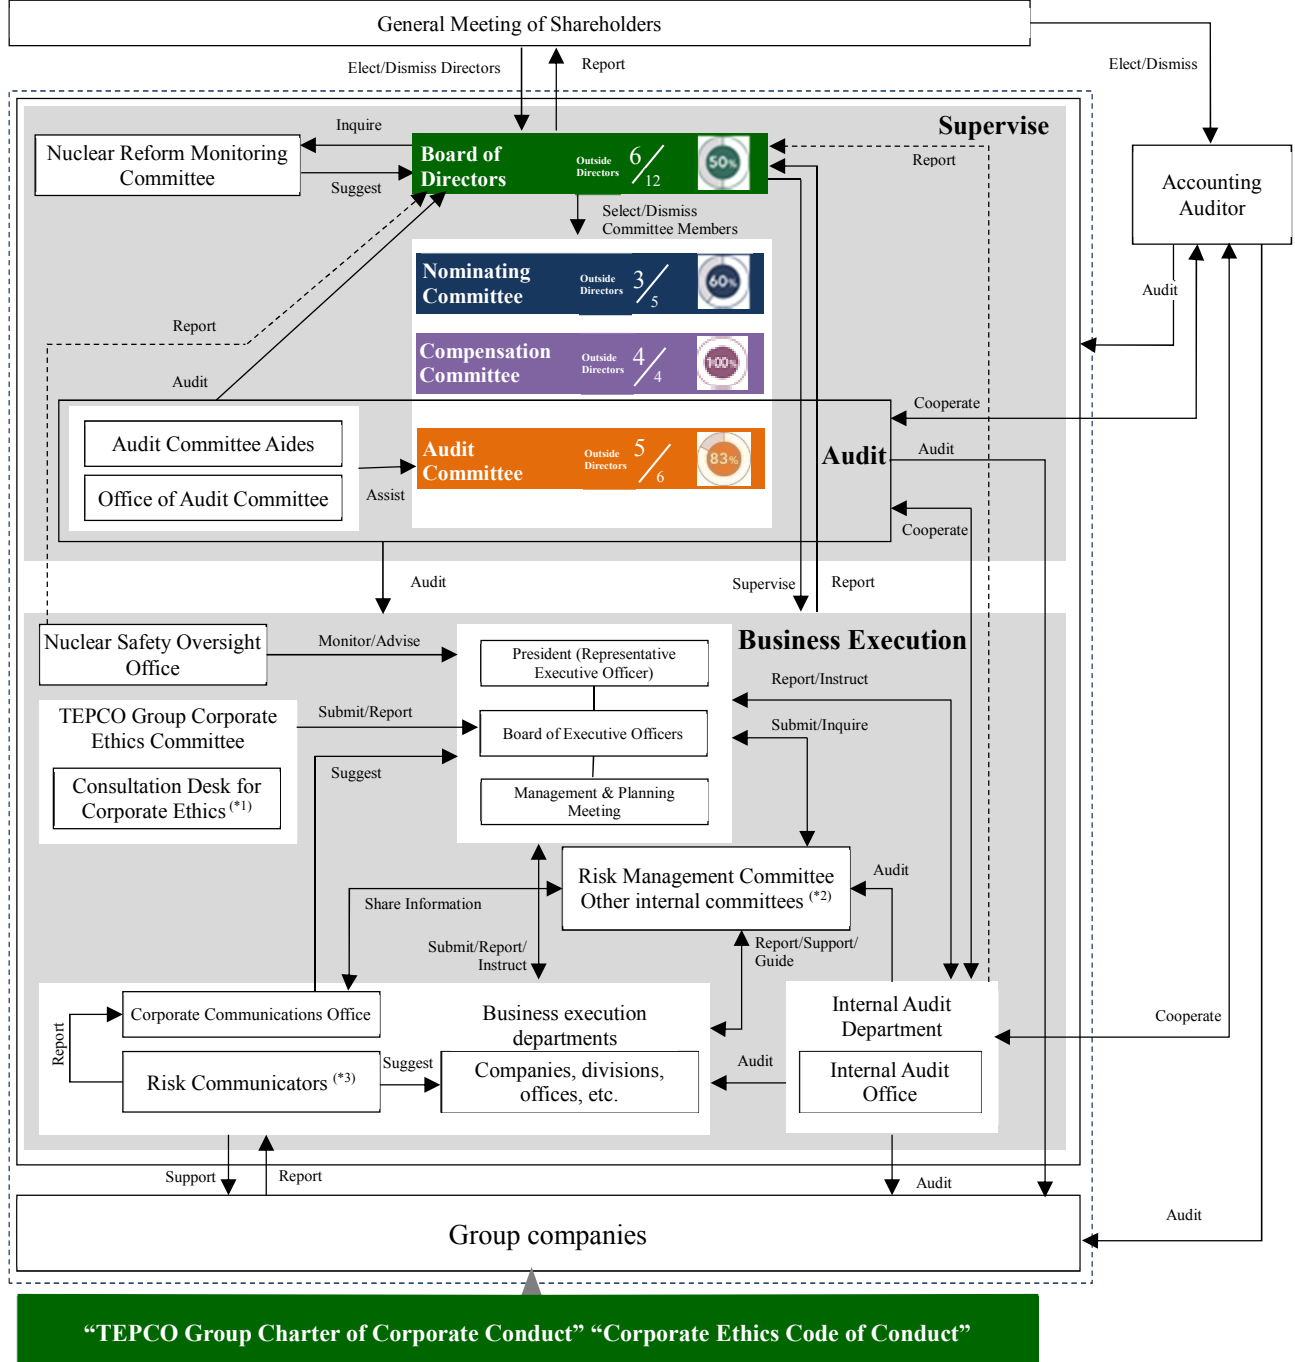 General Meeting of Shareholders
Elect/Dismiss Directors
Report
Elect/Dismiss
Supervise
Inquire
Nuclear Reform Monitoring
Committee
Suggest
Board of
Directors
Outside
Directors
6/12
50%
Report
Accounting
Auditor
Select/Dismiss
Committee Members
Nominating
Committee
Outside
Directors
3/5
60%
Audit
Report
Compensation
Committee
Outside
Directors
4/4
100%
Audit
Cooperate
Audit Committee Aides
Office of Audit Committee
Assist
Audit
Committee
Outside
Directors
5/6
83%
Audit
Audit
Cooperate
Audit
Supervise
Report
Nuclear Safety Oversight
Office
Monitor/Advise
Business Execution
President (Representative
Executive Officer)
Report/Instruct
TEPCO Group Corporate
Ethics Committee
Submit/Report
Board of Executive Officers
Submit/Inquire
Suggest
Consultation Desk for
Corporate Ethics (*1)
Management & Planning
Meeting
Risk Management Committee
Other internal committees (*2)
Audit
Share Information
Submit/Report/
Instruct
Report/Support/
Guide
Corporate Communications Office
Business execution
departments
Internal Audit
Department
Cooperate
Report
Risk Communicators (*3)
Suggest
Companies, divisions,
offices, etc.
Audit
Internal Audit
Office
Support
Report
Audit
Audit
Group companies
“TEPCO Group Charter of Corporate Conduct” “Corporate Ethics Code of Conduct”